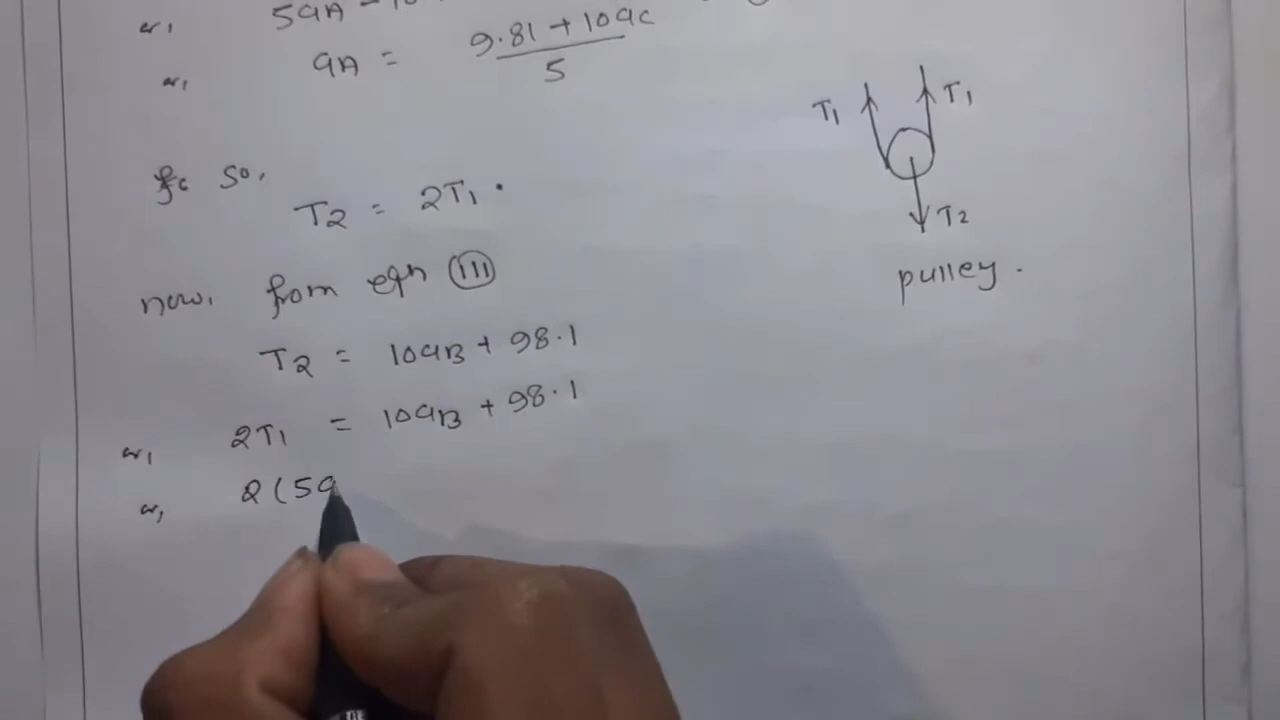 or,
5aA - 10
or,
aA = 9.81 + 10ac
5
T1 T1
T2
pulley.
so,
T2 = 2T1.
now, from eqn (III)
T2 = 10aB + 98.1
or, 2T1 = 10aB + 98.1
or, 2(5a